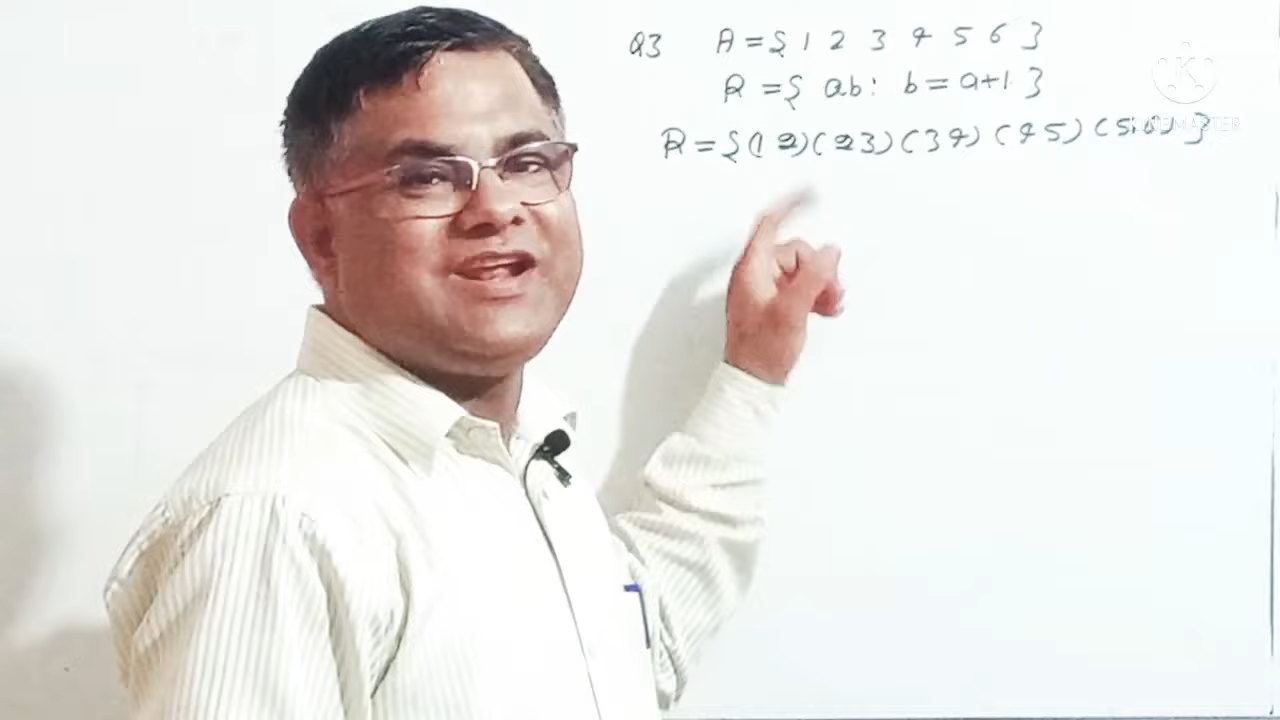 Q3 A = { 1 2 3 4 5 6 }
R = { ab : b = a+1 }
R = { (1 2) (2 3) (3 4) (4 5) (5,6) }
K
KINEMASTER